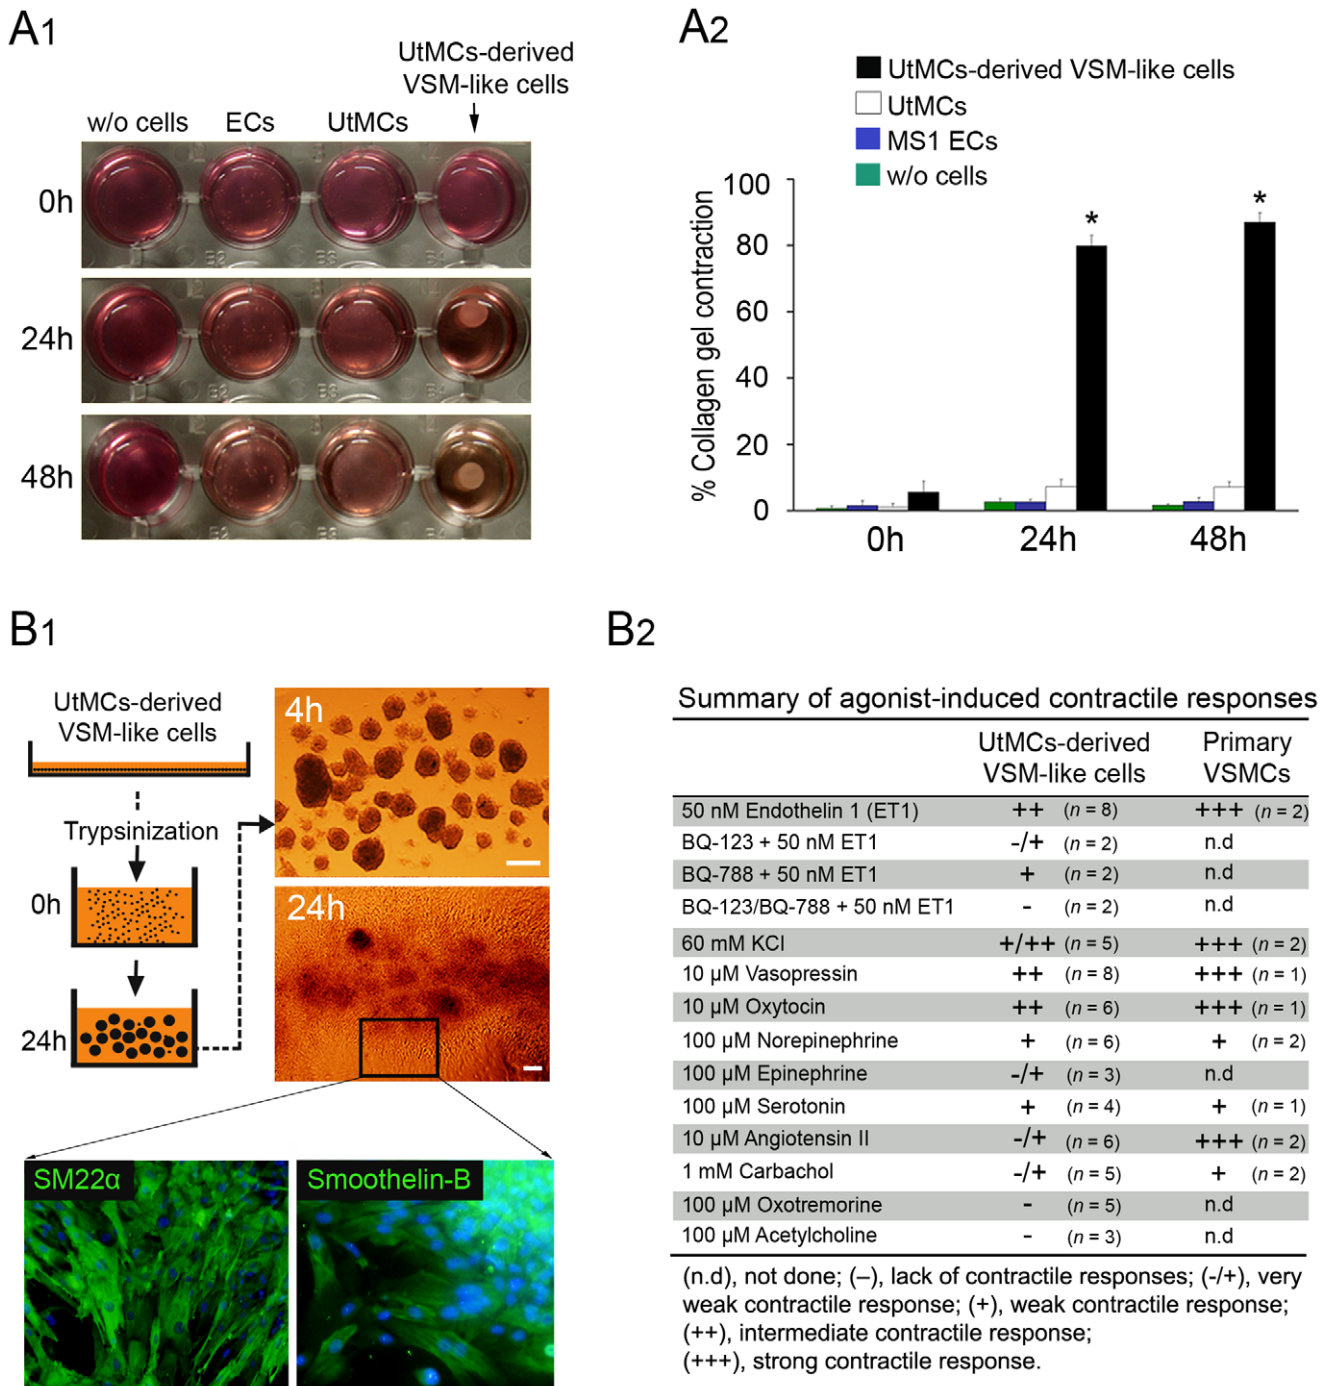 A1
UtMCs-derived
VSM-like cells
w/o cells ECs UtMCs
0h
24h
48h
A2
UtMCs-derived VSM-like cells
UtMCs
MS1 ECs
w/o cells
% Collagen gel contraction
100
80
60
40
20
0
* *
0h 24h 48h
B1
UtMCs-derived
VSM-like cells
Trypsinization
0h
24h
4h
24h
SM22α
Smoothelin-B
B2
Summary of agonist-induced contractile responses
UtMCs-derived Primary
VSM-like cells VSMCs
50 nM Endothelin 1 (ET1) ++ (n = 8) +++ (n = 2)
BQ-123 + 50 nM ET1 -/+ (n = 2) n.d
BQ-788 + 50 nM ET1 + (n = 2) n.d
BQ-123/BQ-788 + 50 nM ET1 - (n = 2) n.d
60 mM KCl +/++ (n = 5) +++ (n = 2)
10 µM Vasopressin ++ (n = 8) +++ (n = 1)
10 µM Oxytocin ++ (n = 6) +++ (n = 1)
100 µM Norepinephrine + (n = 6) + (n = 2)
100 µM Epinephrine -/+ (n = 3) n.d
100 µM Serotonin + (n = 4) + (n = 1)
10 µM Angiotensin II -/+ (n = 6) +++ (n = 2)
1 mM Carbachol -/+ (n = 5) + (n = 2)
100 µM Oxotremorine - (n = 5) n.d
100 µM Acetylcholine - (n = 3) n.d
(n.d), not done; (–), lack of contractile responses; (-/+), very
weak contractile response; (+), weak contractile response;
(++), intermediate contractile response;
(+++), strong contractile response.